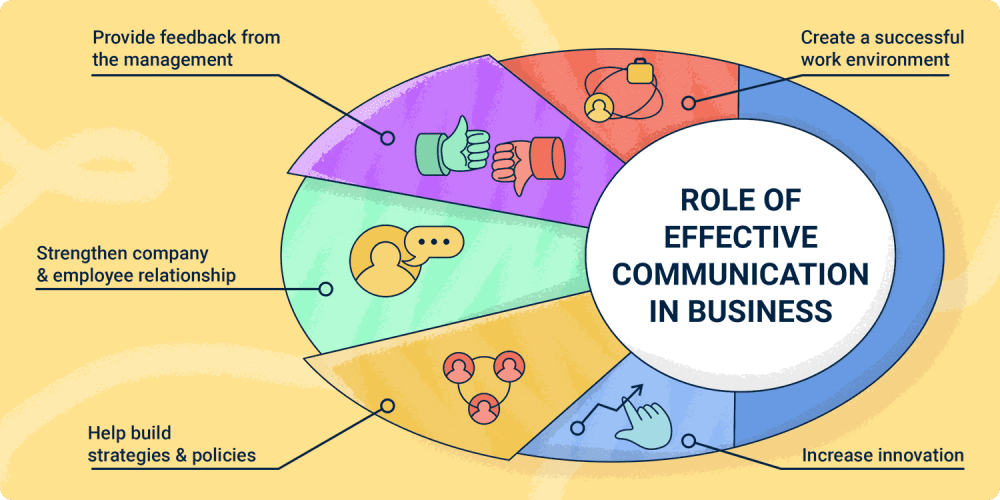 Provide feedback from
the management
Create a successful
work environment
ROLE OF
EFFECTIVE
COMMUNICATION
IN BUSINESS
Strengthen company
& employee relationship
Help build
strategies & policies
Increase innovation